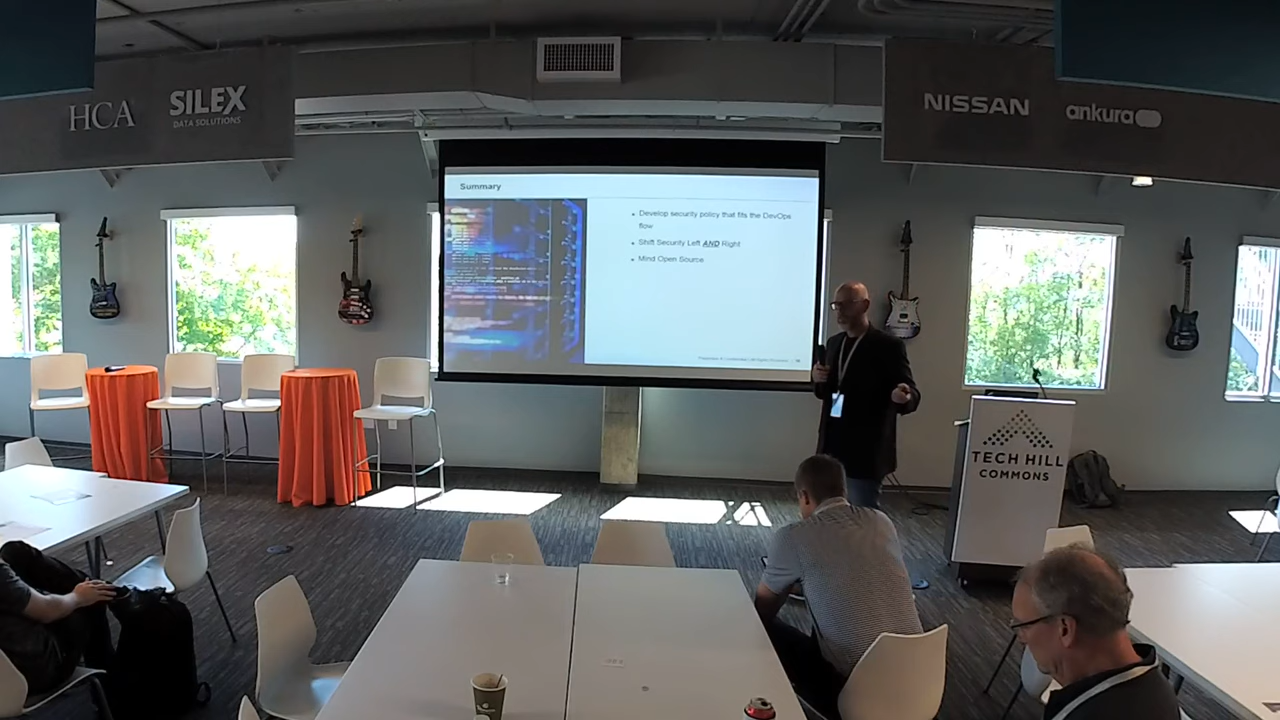 HCA
SILEX
DATA SOLUTIONS
NISSAN
ankura
Summary
Develop security policy that fits the DevOps
flow
Shift Security Left AND Right
Mind Open Source
TECH HILL
COMMONS